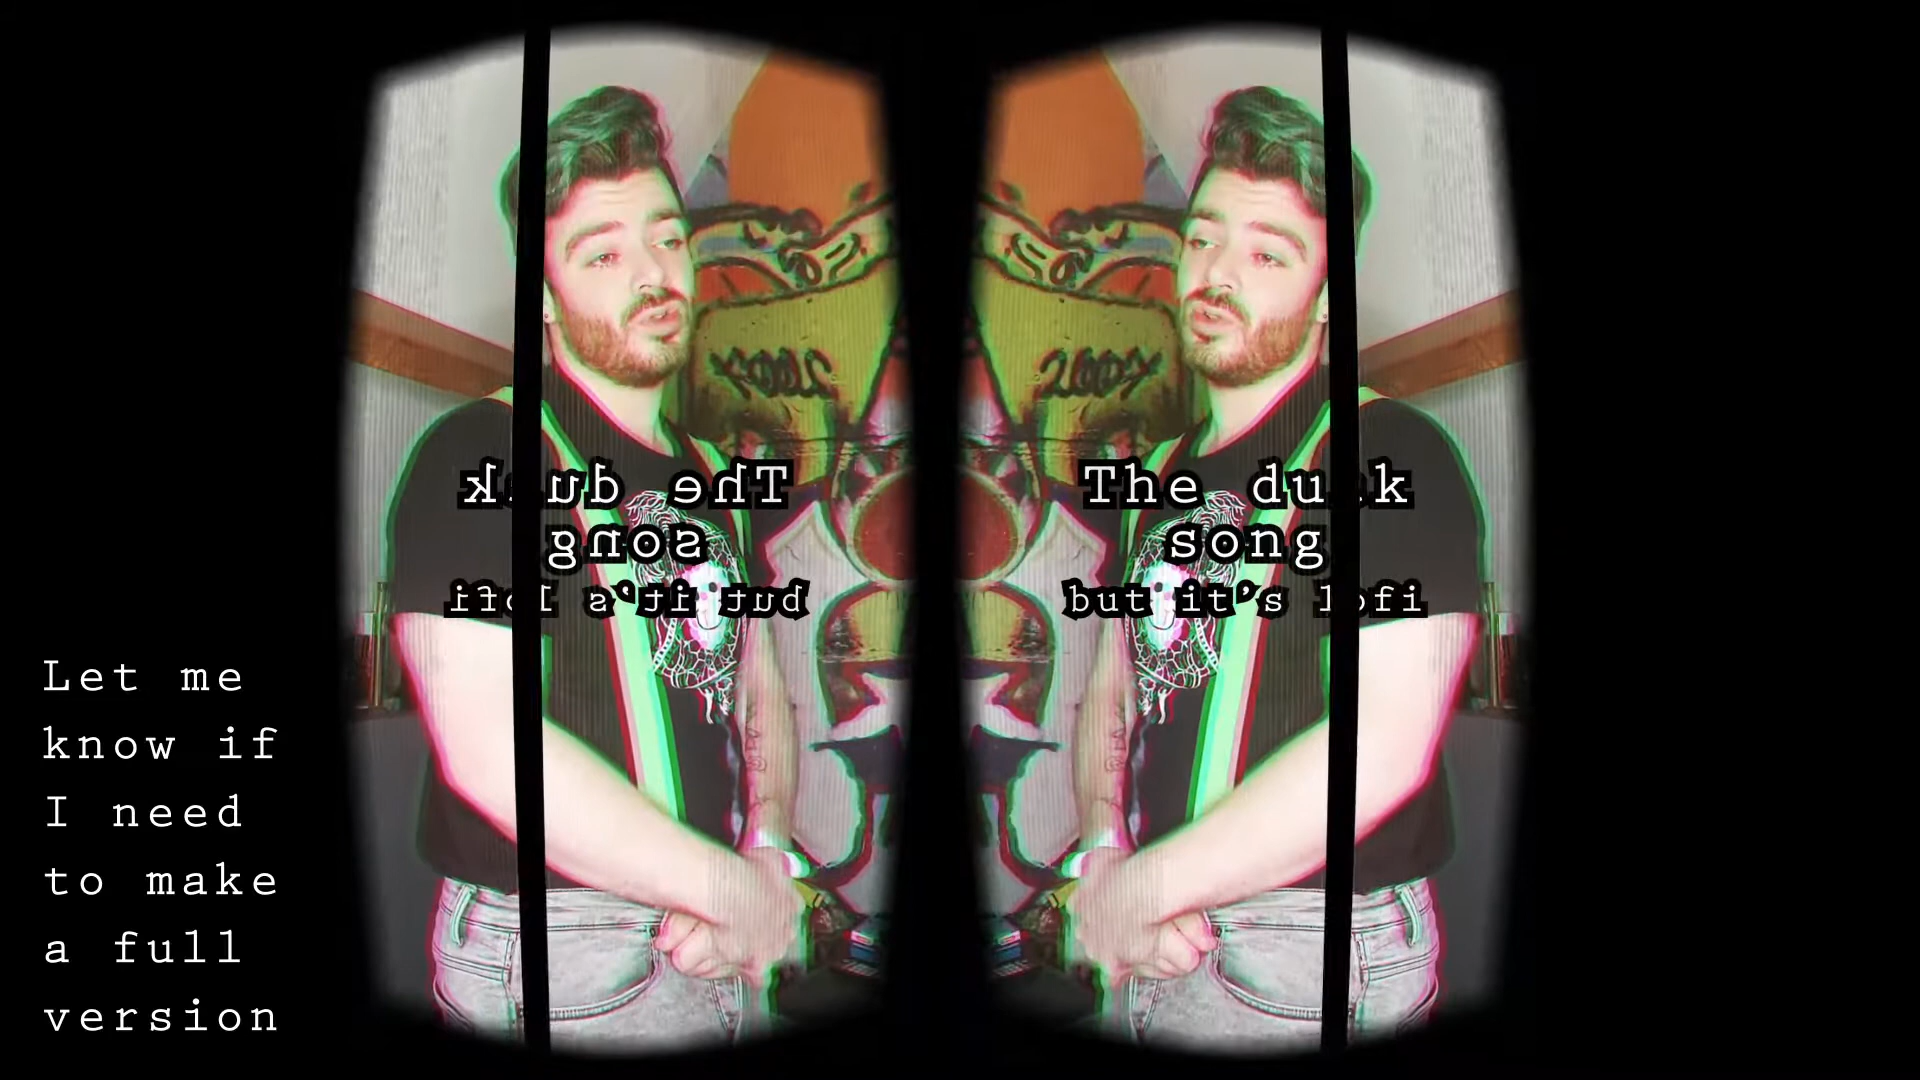 The duck
song
but it's lofi
The duck
song
but it's lofi
Let me
know if
I need
to make
a full
version